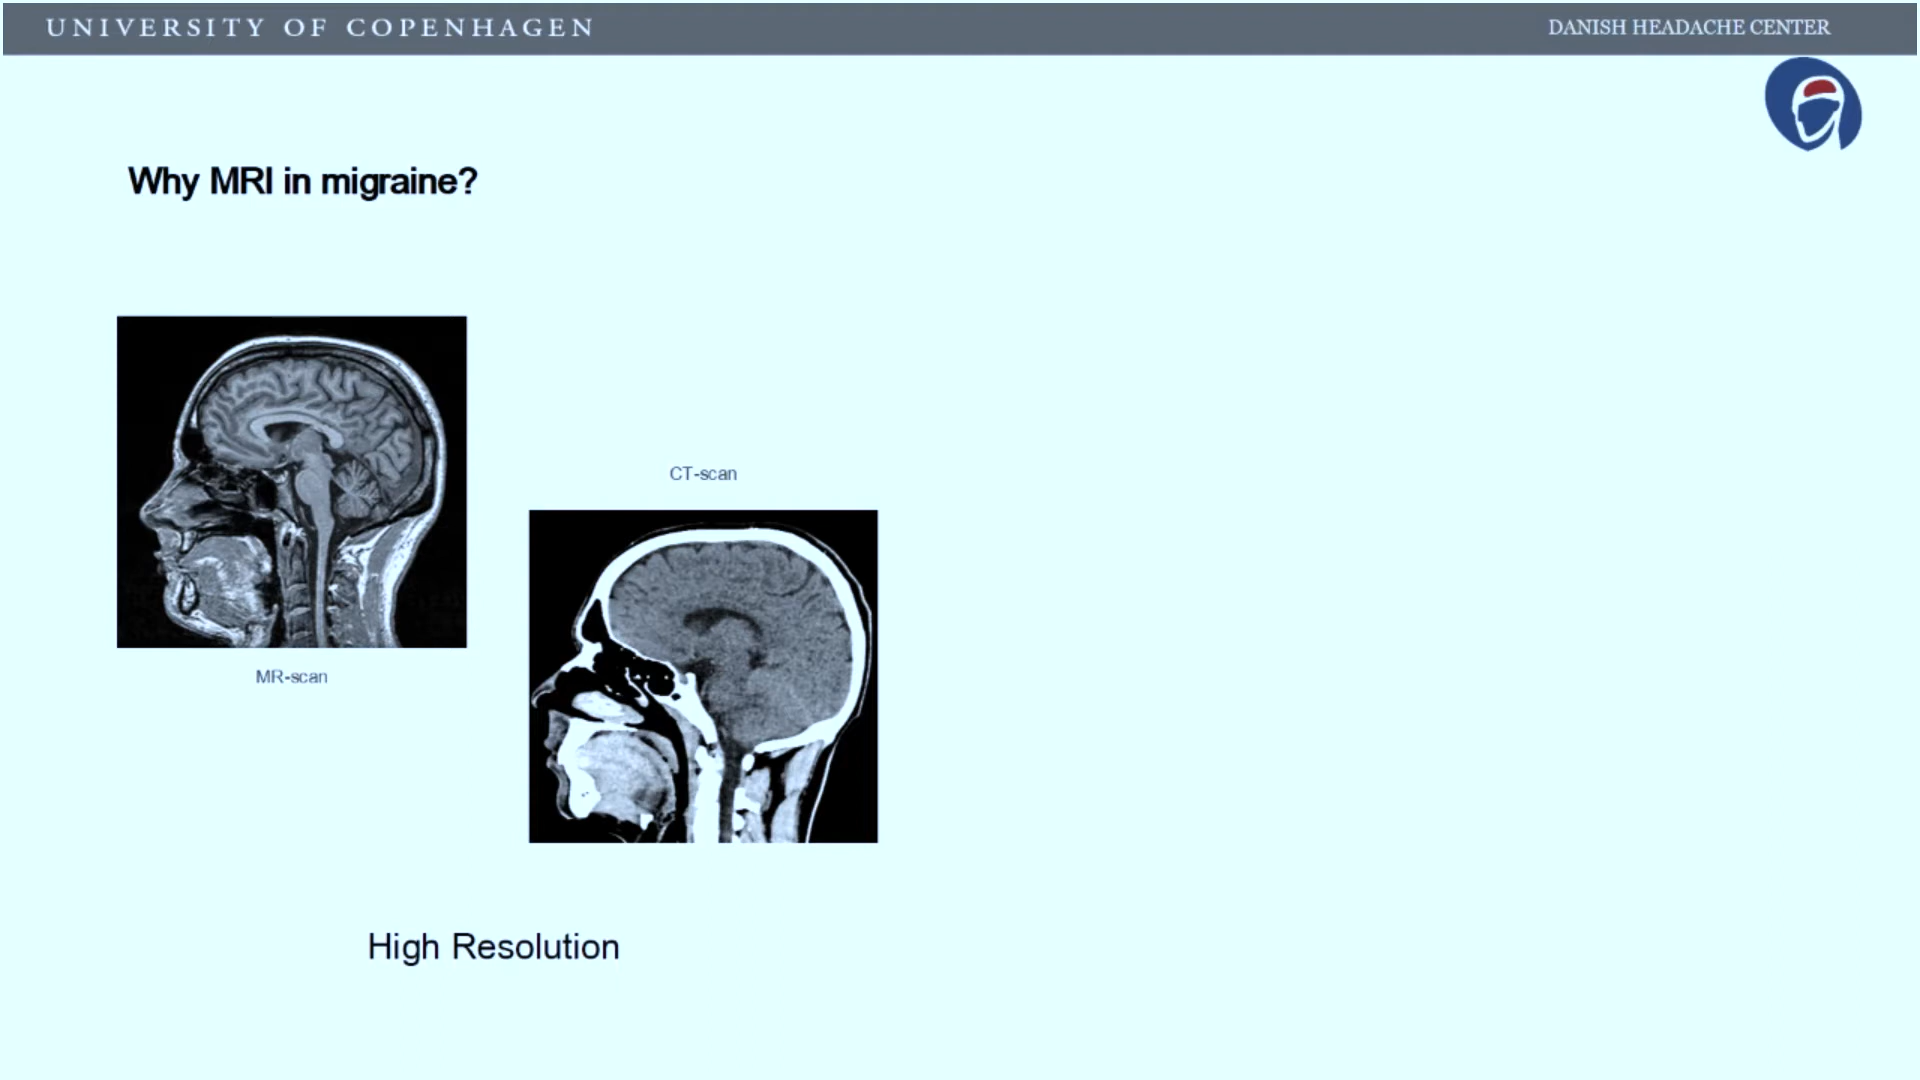 UNIVERSITY OF COPENHAGEN
DANISH HEADACHE CENTER
Why MRI in migraine?
CT-scan
MR-scan
High Resolution